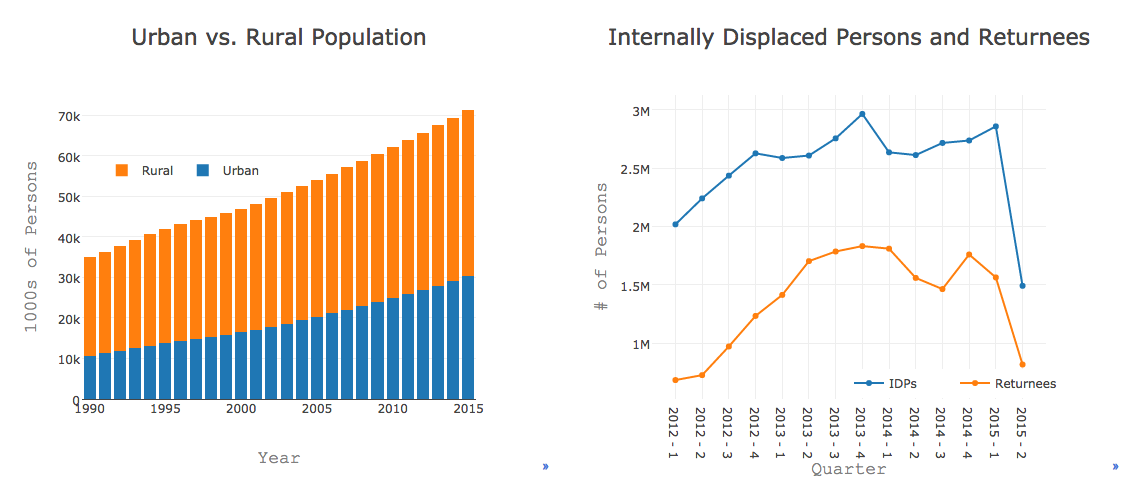 Urban vs. Rural Population
1000s of Persons
70k
60k
50k
40k
30k
20k
10k
0
Rural
Urban
1990
1995
2000
2005
2010
2015
Year
»
Internally Displaced Persons and Returnees
# of Persons
3M
2.5M
2M
1.5M
1M
IDPs
Returnees
2012 - 1
2012 - 2
2012 - 3
2012 - 4
2013 - 1
2013 - 2
2013 - 3
2013 - 4
2014 - 1
2014 - 2
2014 - 3
2014 - 4
2015 - 1
2015 - 2
Quarter
»